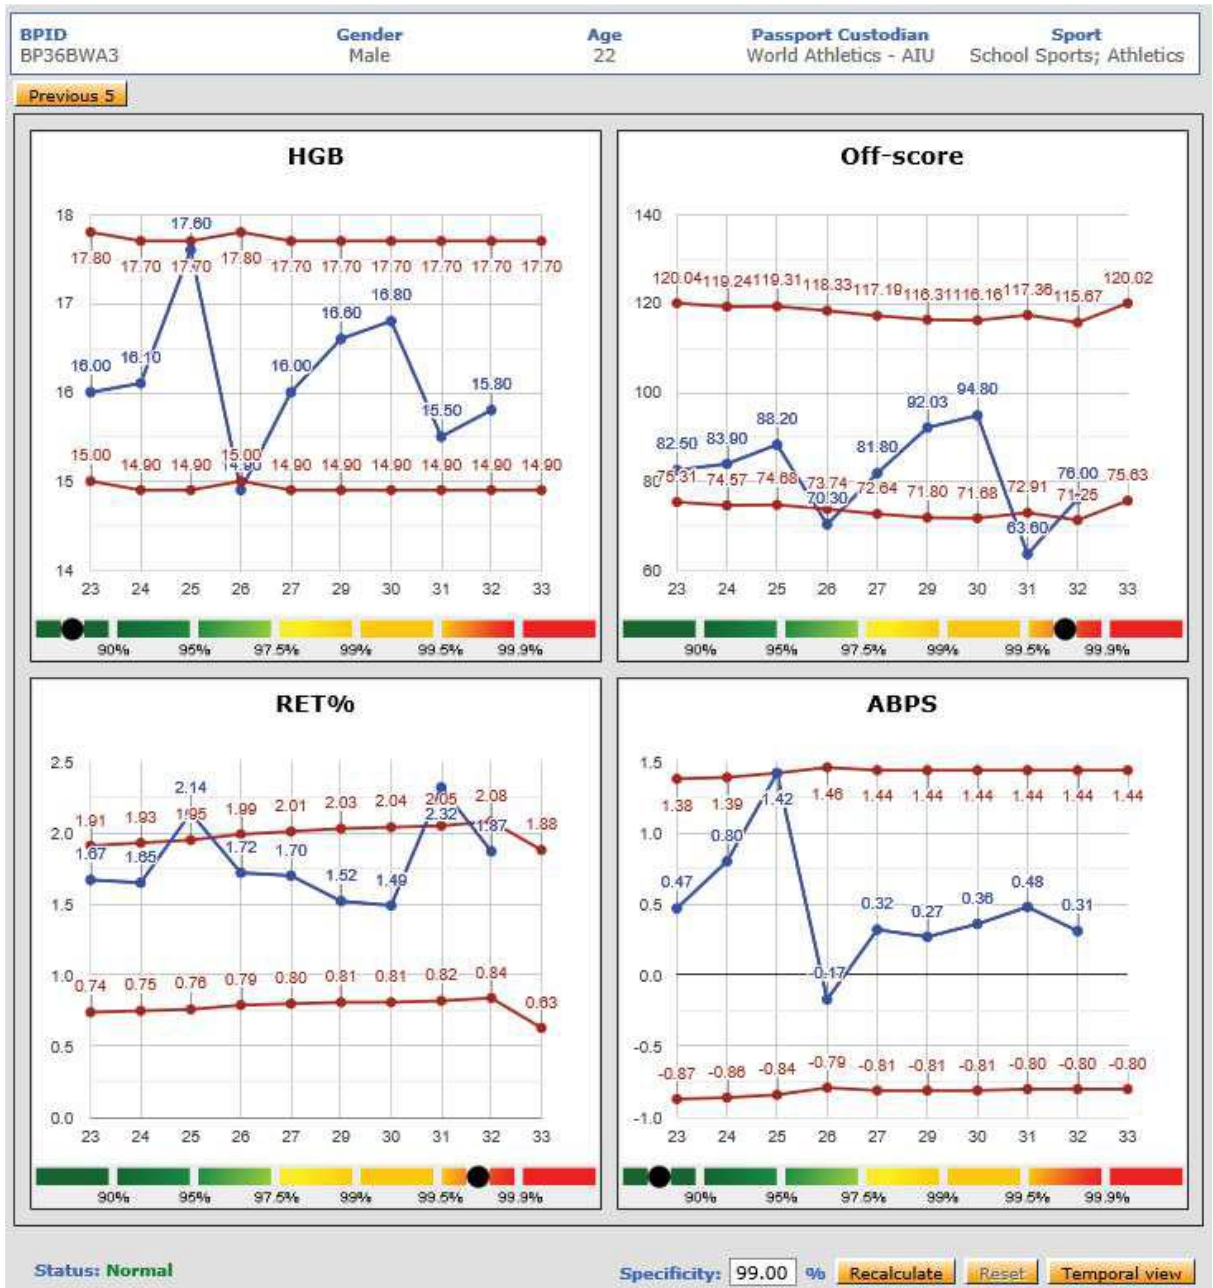 BPID Gender Age Passport Custodian Sport
BP36BWA3 Male 22 World Athletics - AIU School Sports; Athletics
Previous 5
HGB
18
17
16
15
14
17.80 17.70 17.70 17.80 17.70 17.70 17.70 17.70 17.70 17.70
16.00 16.10 17.60 14.90 16.00 16.60 16.80 15.50 15.80
15.00 14.90 14.90 15.00 14.90 14.90 14.90 14.90 14.90 14.90
23 24 25 26 27 29 30 31 32 33
90% 95% 97.5% 99% 99.5% 99.9%
Off-score
140
120
100
80
60
120.04 119.24 119.31 118.33 117.19 116.31 116.16 117.36 115.67 120.02
82.50 83.90 88.20 70.30 81.80 92.03 94.80 63.60 76.00
75.31 74.57 74.68 73.74 72.64 71.80 71.68 72.91 71.25 75.63
23 24 25 26 27 29 30 31 32 33
90% 95% 97.5% 99% 99.5% 99.9%
RET%
2.5
2.0
1.5
1.0
0.5
0.0
1.91 1.93 1.95 1.99 2.01 2.03 2.04 2.05 2.08 1.88
1.67 1.65 2.14 1.72 1.70 1.52 1.49 2.32 1.87
0.74 0.75 0.76 0.79 0.80 0.81 0.81 0.82 0.84 0.63
23 24 25 26 27 29 30 31 32 33
90% 95% 97.5% 99% 99.5% 99.9%
ABPS
1.5
1.0
0.5
0.0
-0.5
-1.0
1.38 1.39 1.42 1.46 1.44 1.44 1.44 1.44 1.44 1.44
0.47 0.80 -0.17 0.32 0.27 0.36 0.48 0.31
-0.87 -0.86 -0.84 -0.79 -0.81 -0.81 -0.81 -0.80 -0.80 -0.80
23 24 25 26 27 29 30 31 32 33
90% 95% 97.5% 99% 99.5% 99.9%
Status: Normal
Specificity: 99.00 % Recalculate Reset Temporal view